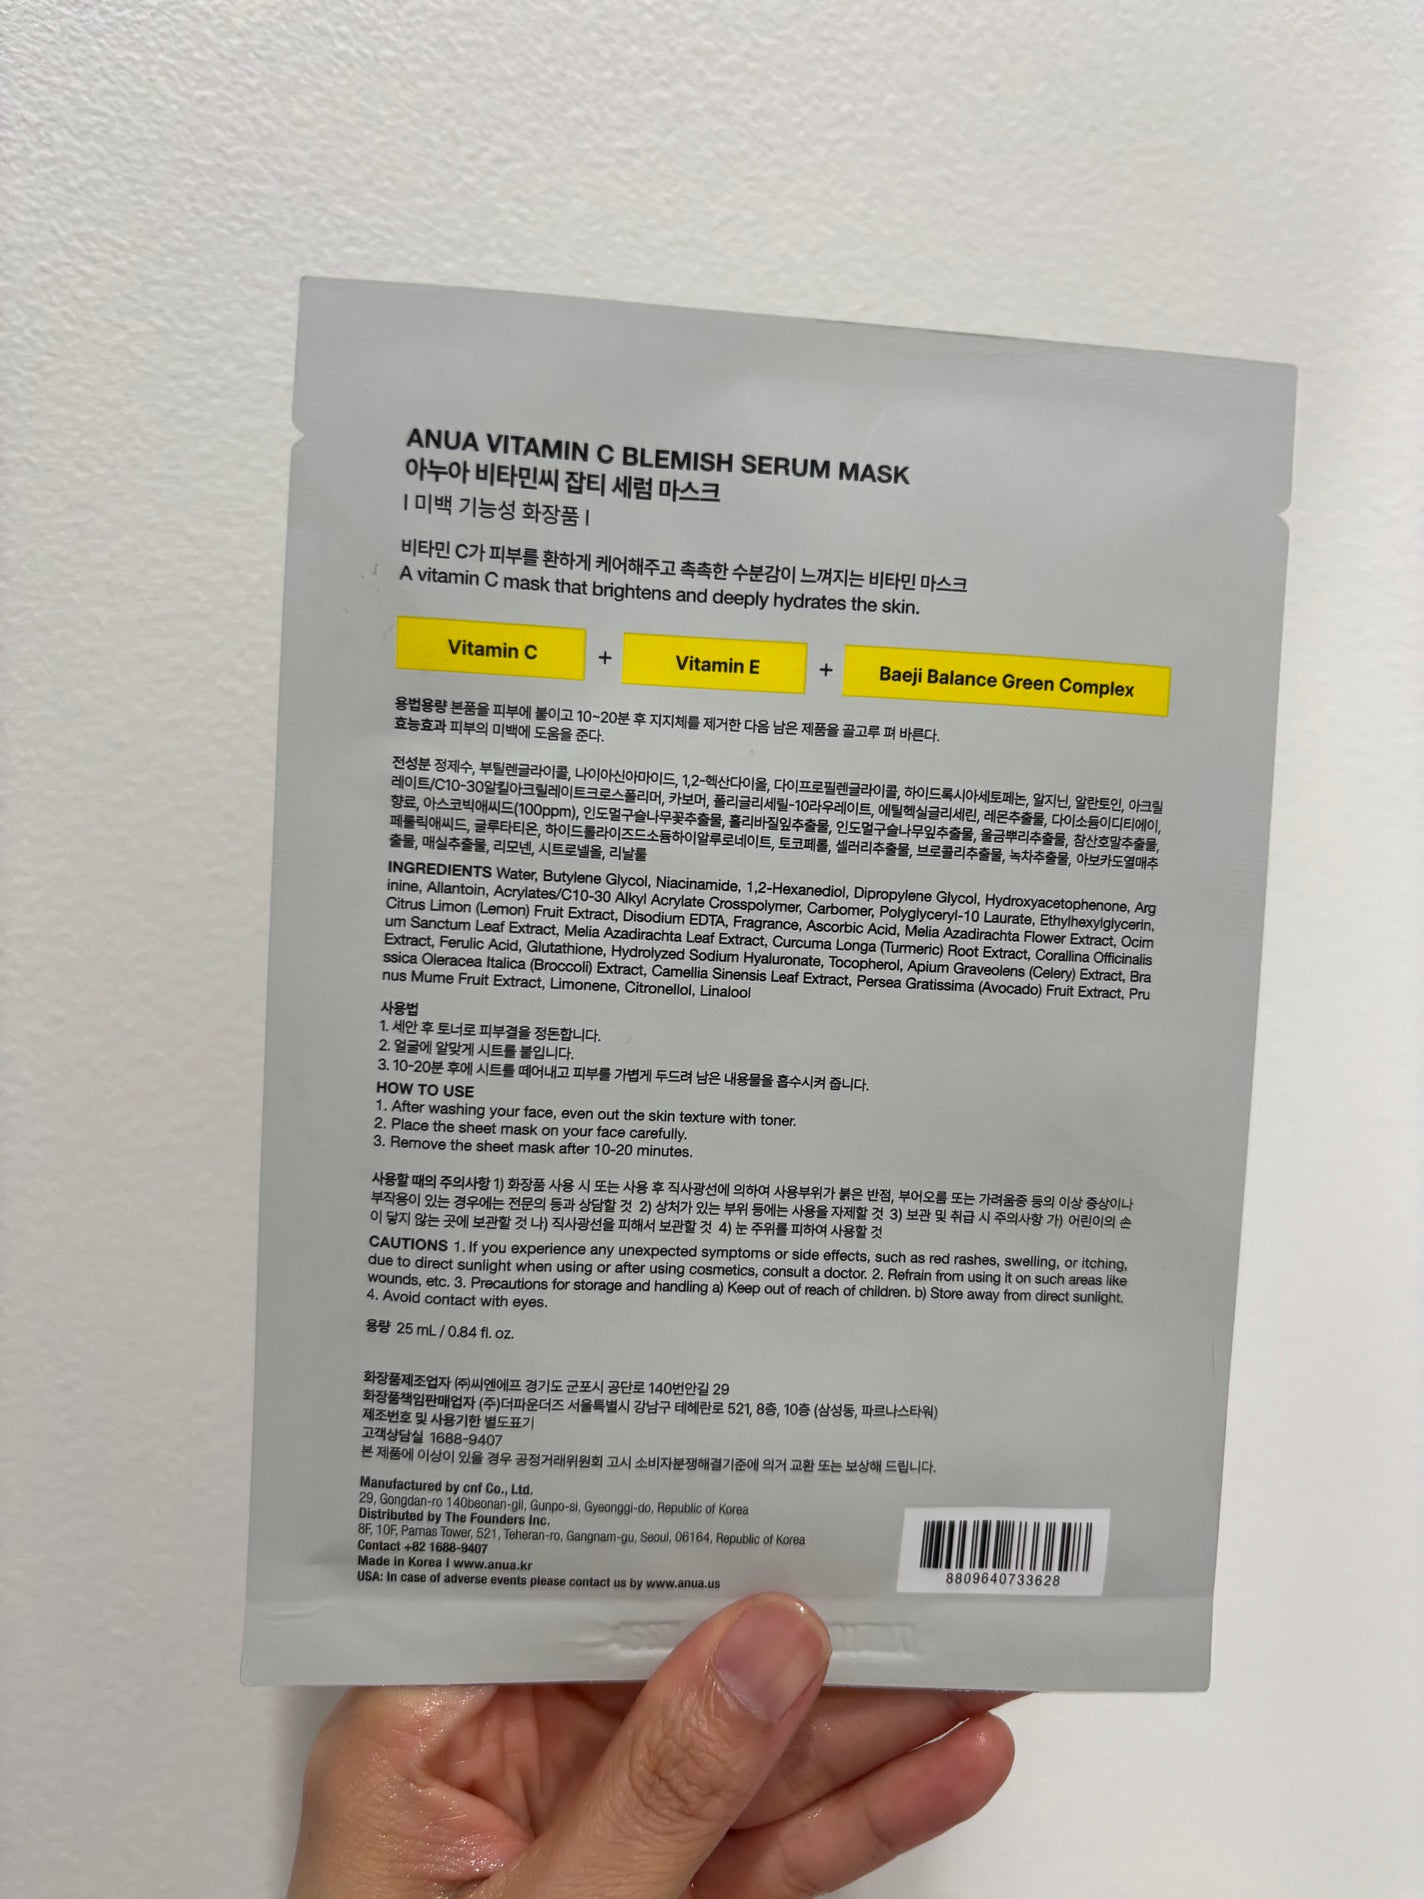 ANUA VITAMIN C BLEMISH SERUM MASK
아누아 비타민씨 잡티 세럼 마스크
| 미백 기능성 화장품 |
비타민 C가 피부를 환하게 케어해주고 촉촉한 수분감이 느껴지는 비타민 마스크
A vitamin C mask that brightens and deeply hydrates the skin.
Vitamin C + Vitamin E + Baeji Balance Green Complex
용법용량 본품을 피부에 붙이고 10~20분 후 지지체를 제거한 다음 남은 제품을 골고루 펴 바른다.
효능효과 피부의 미백에 도움을 준다.
전성분 정제수, 부틸렌글라이콜, 나이아신아마이드, 1,2-헥산다이올, 다이프로필렌글라이콜, 하이드록시아세토페논, 알지닌, 알란토인, 아크릴
레이트/C10-30알킬아크릴레이트크로스폴리머, 카보머, 폴리글리세릴-10라우레이트, 에틸헥실글리세린, 레몬추출물, 다이소듐이디티에이,
향료, 아스코빅애씨드(100ppm), 인도멀구슬나무꽃추출물, 홀리바질잎추출물, 인도멀구슬나무잎추출물, 울금뿌리추출물, 참산호말추출물,
페룰릭애씨드, 글루타티온, 하이드롤라이즈드소듐하이알루로네이트, 토코페롤, 셀러리추출물, 브로콜리추출물, 녹차추출물, 아보카도열매추
출물, 매실추출물, 리모넨, 시트로넬올, 리날룰
INGREDIENTS Water, Butylene Glycol, Niacinamide, 1,2-Hexanediol, Dipropylene Glycol, Hydroxyacetophenone, Arg
inine, Allantoin, Acrylates/C10-30 Alkyl Acrylate Crosspolymer, Carbomer, Polyglyceryl-10 Laurate, Ethylhexylglycerin,
Citrus Limon (Lemon) Fruit Extract, Disodium EDTA, Fragrance, Ascorbic Acid, Melia Azadirachta Flower Extract, Ocim
um Sanctum Leaf Extract, Melia Azadirachta Leaf Extract, Curcuma Longa (Turmeric) Root Extract, Corallina Officinalis
Extract, Ferulic Acid, Glutathione, Hydrolyzed Sodium Hyaluronate, Tocopherol, Apium Graveolens (Celery) Extract, Bra
ssica Oleracea Italica (Broccoli) Extract, Camellia Sinensis Leaf Extract, Persea Gratissima (Avocado) Fruit Extract, Pru
nus Mume Fruit Extract, Limonene, Citronellol, Linalool
사용법
1. 세안 후 토너로 피부결을 정돈합니다.
2. 얼굴에 알맞게 시트를 붙입니다.
3. 10-20분 후에 시트를 떼어내고 피부를 가볍게 두드려 남은 내용물을 흡수시켜 줍니다.
HOW TO USE
1. After washing your face, even out the skin texture with toner.
2. Place the sheet mask on your face carefully.
3. Remove the sheet mask after 10-20 minutes.
사용할 때의 주의사항 1) 화장품 사용 시 또는 사용 후 직사광선에 의하여 사용부위가 붉은 반점, 부어오름 또는 가려움증 등의 이상 증상이나
부작용이 있는 경우에는 전문의 등과 상담할 것 2) 상처가 있는 부위 등에는 사용을 자제할 것 3) 보관 및 취급 시 주의사항 가) 어린이의 손
이 닿지 않는 곳에 보관할 것 나) 직사광선을 피해서 보관할 것 4) 눈 주위를 피하여 사용할 것
CAUTIONS 1. If you experience any unexpected symptoms or side effects, such as red rashes, swelling, or itching,
due to direct sunlight when using or after using cosmetics, consult a doctor. 2. Refrain from using it on such areas like
wounds, etc. 3. Precautions for storage and handling a) Keep out of reach of children. b) Store away from direct sunlight.
4. Avoid contact with eyes.
용량 25 mL / 0.84 fl. oz.
화장품제조업자 (주)씨엔에프 경기도 군포시 공단로 140번안길 29
화장품책임판매업자 (주)더파운더즈 서울특별시 강남구 테헤란로 521, 8층, 10층 (삼성동, 파르나스타워)
제조번호 및 사용기한 별도표기
고객상담실 1688-9407
본 제품에 이상이 있을 경우 공정거래위원회 고시 소비자분쟁해결기준에 의거 교환 또는 보상해 드립니다.
Manufactured by cnf Co., Ltd.
29, Gongdan-ro 140beonan-gil, Gunpo-si, Gyeonggi-do, Republic of Korea
Distributed by The Founders Inc.
8F, 10F, Parnas Tower, 521, Teheran-ro, Gangnam-gu, Seoul, 06164, Republic of Korea
Contact +82 1688-9407
Made in Korea | www.anua.kr
USA: In case of adverse events please contact us by www.anua.us
8809640733628